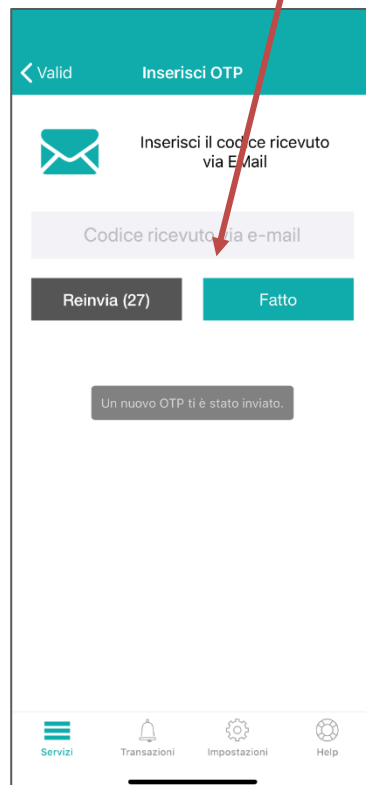 Valid
Inserisci OTP
Inserisci il codice ricevuto
via EMail
Codice ricevuto via e-mail
Reinvia (27)
Fatto
Un nuovo OTP ti è stato inviato.
Servizi
Transazioni
Impostazioni
Help